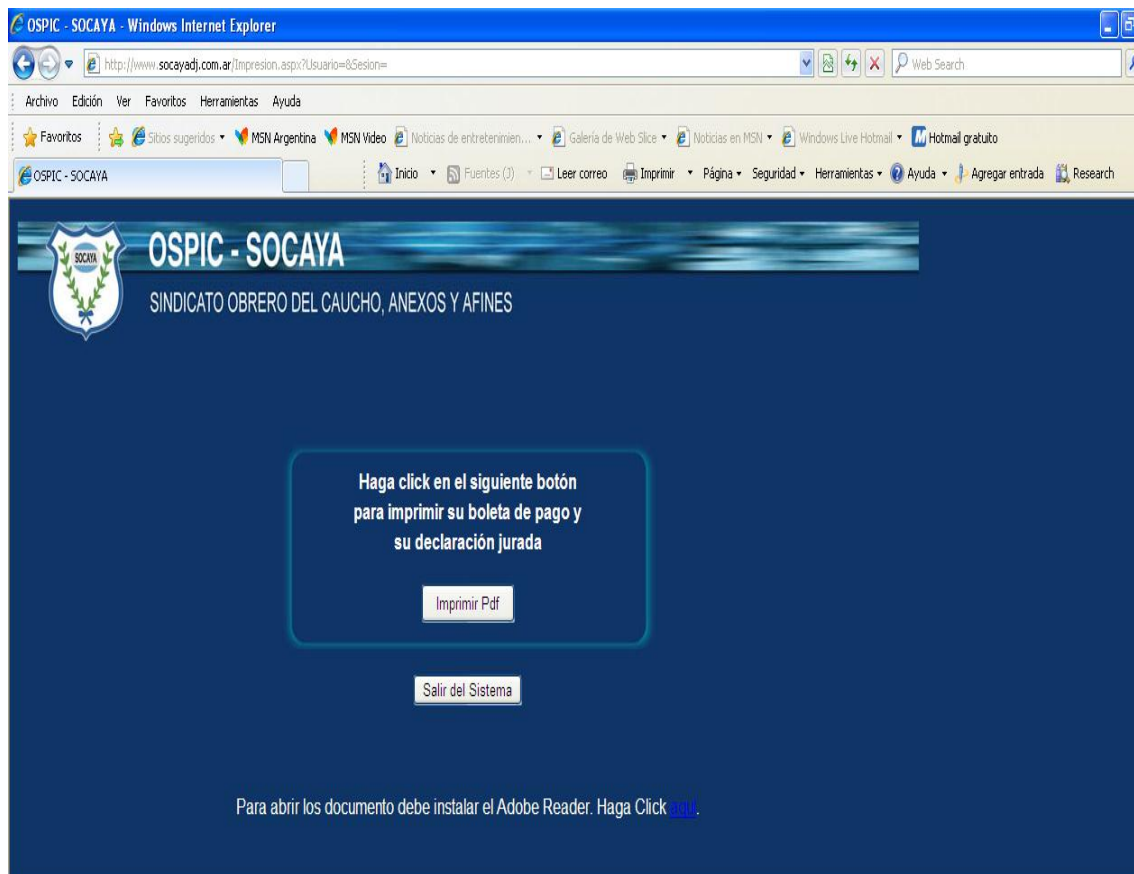 OSPIC - SOCAYA - Windows Internet Explorer
http://www.socayadj.com.ar/Impresion.aspx?Usuario=&Sesion=
Web Search
Archivo Edición Ver Favoritos Herramientas Ayuda
Favoritos Sitios sugeridos MSN Argentina MSN Video Noticias de entretenimien... Galería de Web Slice Noticias en MSN Windows Live Hotmail Hotmail gratuito
OSPIC - SOCAYA Inicio Fuentes (J) Leer correo Imprimir Página Seguridad Herramientas Ayuda Agregar entrada Research
SOCAYA
OSPIC - SOCAYA
SINDICATO OBRERO DEL CAUCHO, ANEXOS Y AFINES
Haga click en el siguiente botón
para imprimir su boleta de pago y
su declaración jurada
Imprimir Pdf
Salir del Sistema
Para abrir los documento debe instalar el Adobe Reader. Haga Click aquí.